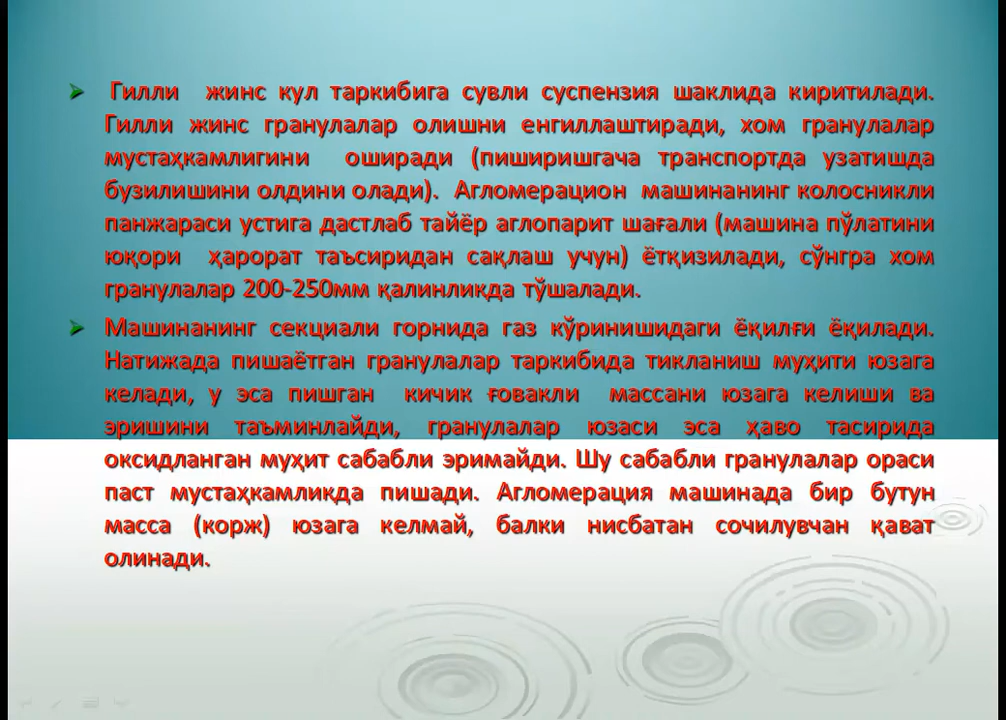 Гилли жинс кул таркибига сувли суспензия шаклида киритилади.
Гилли жинс гранулалар олишни енгиллаштиради, хом гранулалар
мустаҳкамлигини оширади (пиширишгача транспортда узатишда
бузилишини олдини олади). Агломерацион машинанинг колосникли
панжараси устига дастлаб тайёр аглопарит шағали (машина пўлатини
юқори ҳарорат таъсиридан сақлаш учун) ётқизилади, сўнгра хом
гранулалар 200-250мм қалинликда тўшалади.
Машинанинг секциали горнида газ кўринишидаги ёқилғи ёқилади.
Натижада пишаётган гранулалар таркибида тикланиш муҳити юзага
келади, у эса пишган кичик ғовакли массани юзага келиши ва
эришини таъминлайди, гранулалар юзаси эса ҳаво тасирида
оксидланган муҳит сабабли эримайди. Шу сабабли гранулалар ораси
паст мустаҳкамликда пишади. Агломерация машинада бир бутун
масса (корж) юзага келмай, балки нисбатан сочилувчан қават
олинади.